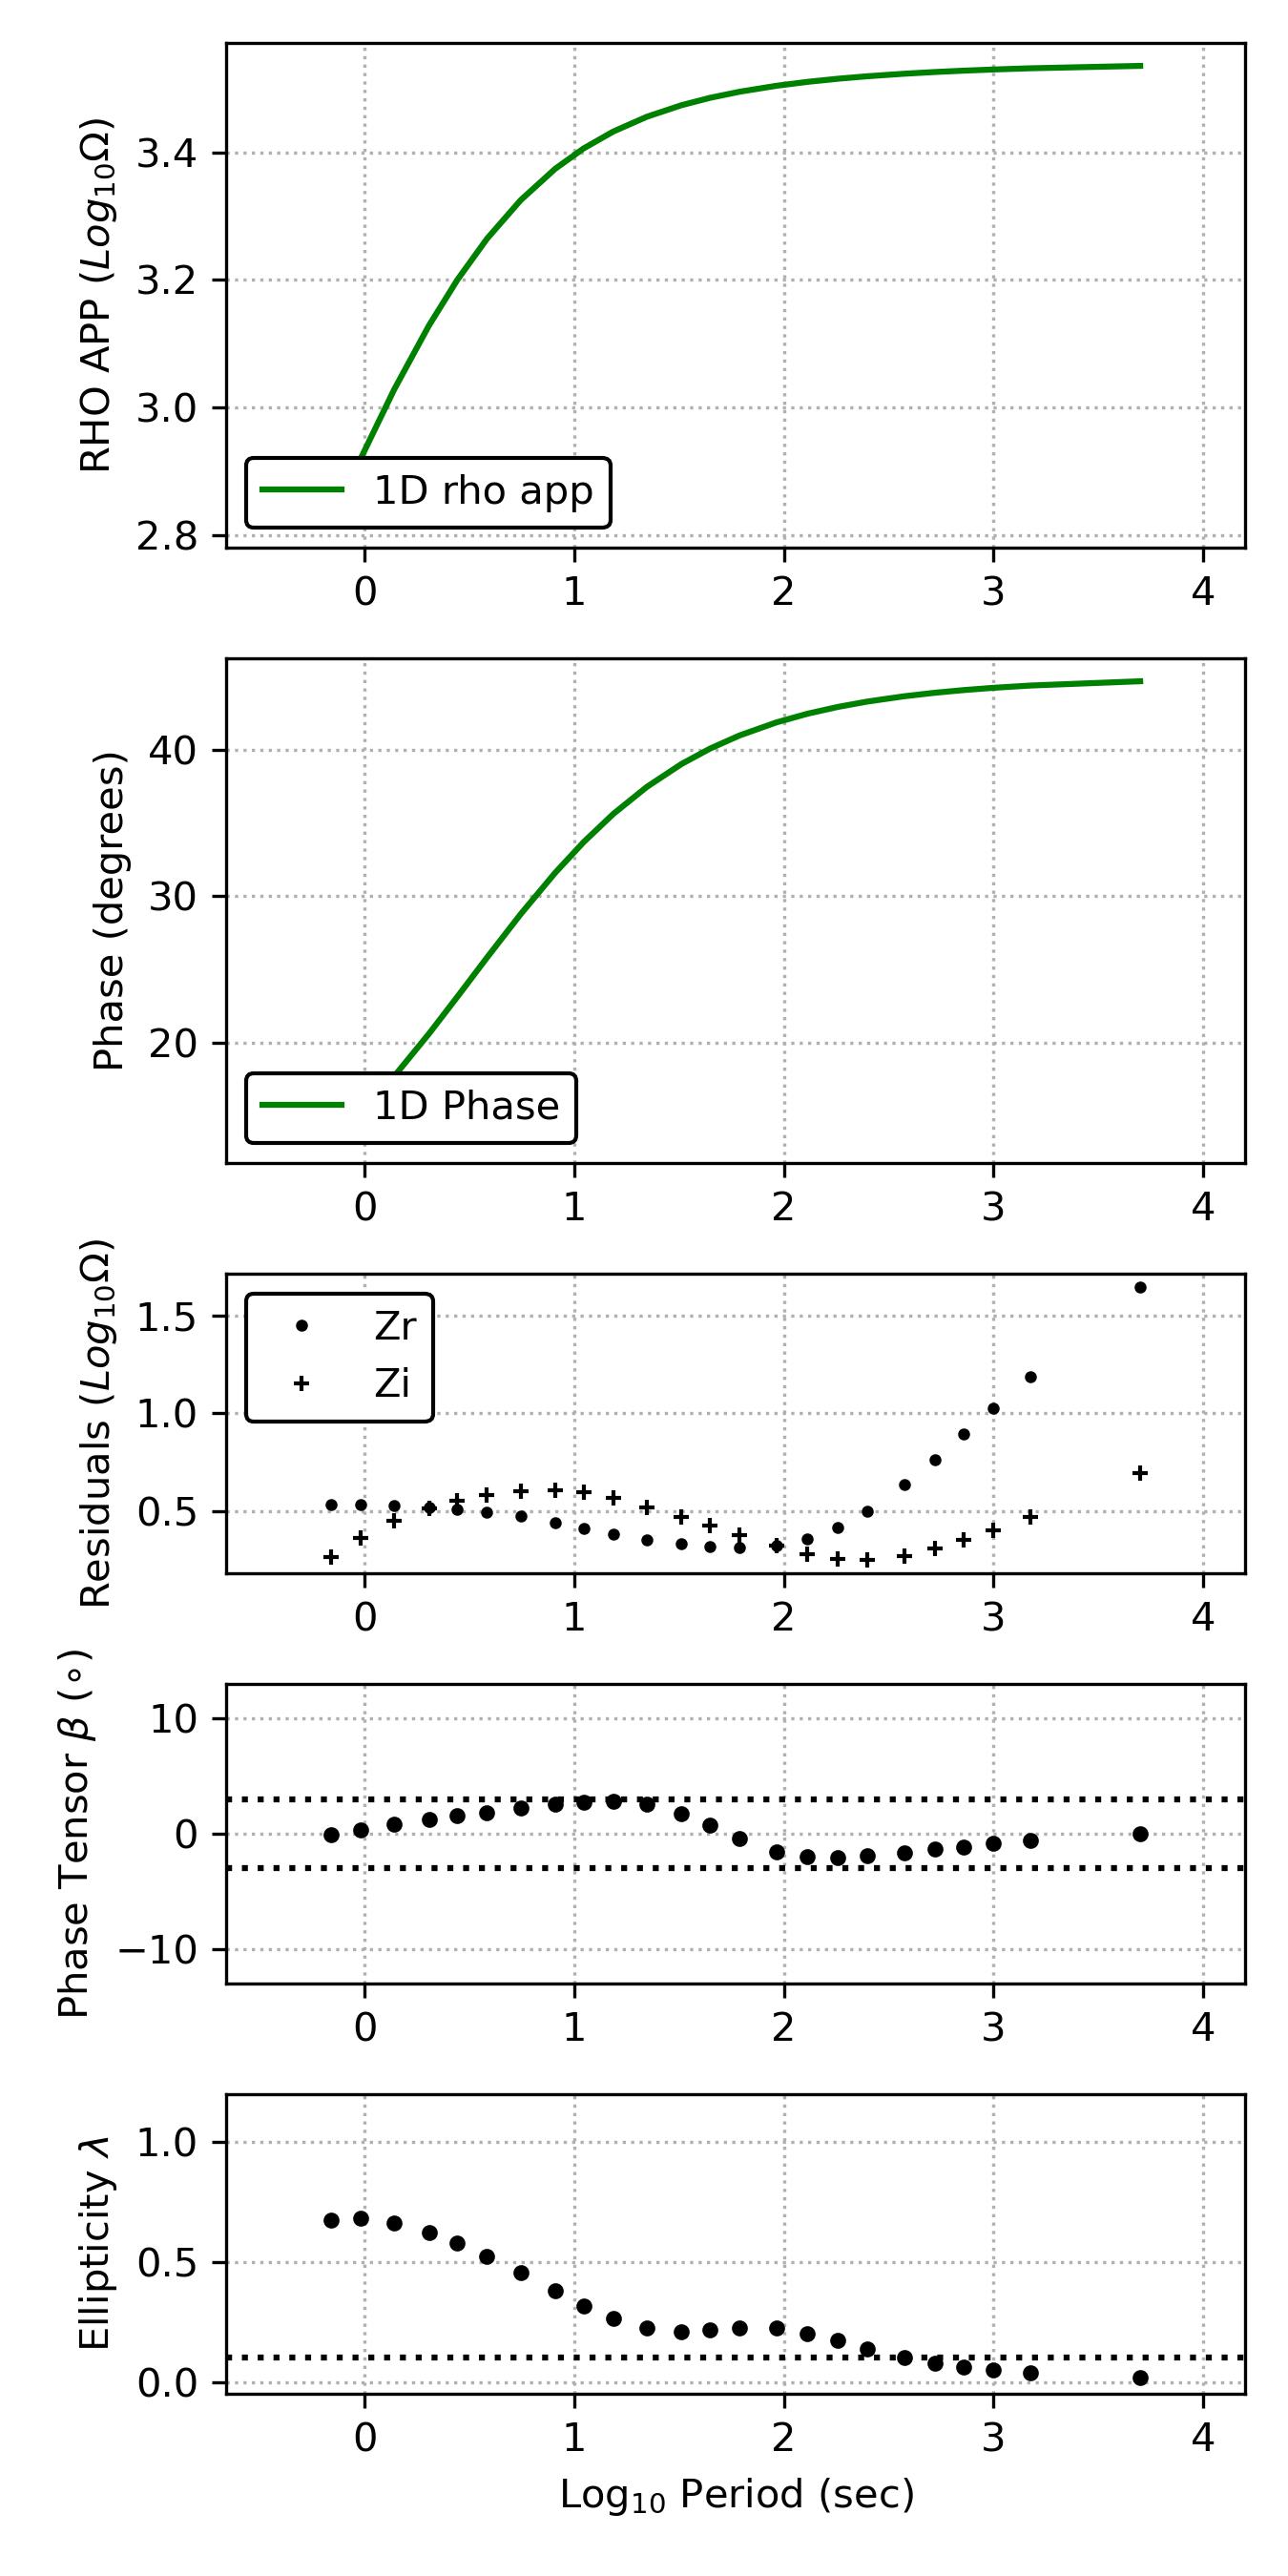 RHO APP (Log₁₀Ω)
3.4
3.2
3.0
2.8
1D rho app
0 1 2 3 4
Phase (degrees)
40
30
20
1D Phase
0 1 2 3 4
Residuals (Log₁₀Ω)
1.5
1.0
0.5
Zr
Zi
0 1 2 3 4
Phase Tensor β (∘)
10
0
−10
0 1 2 3 4
Ellipticity λ
1.0
0.5
0.0
0 1 2 3 4
Log₁₀ Period (sec)